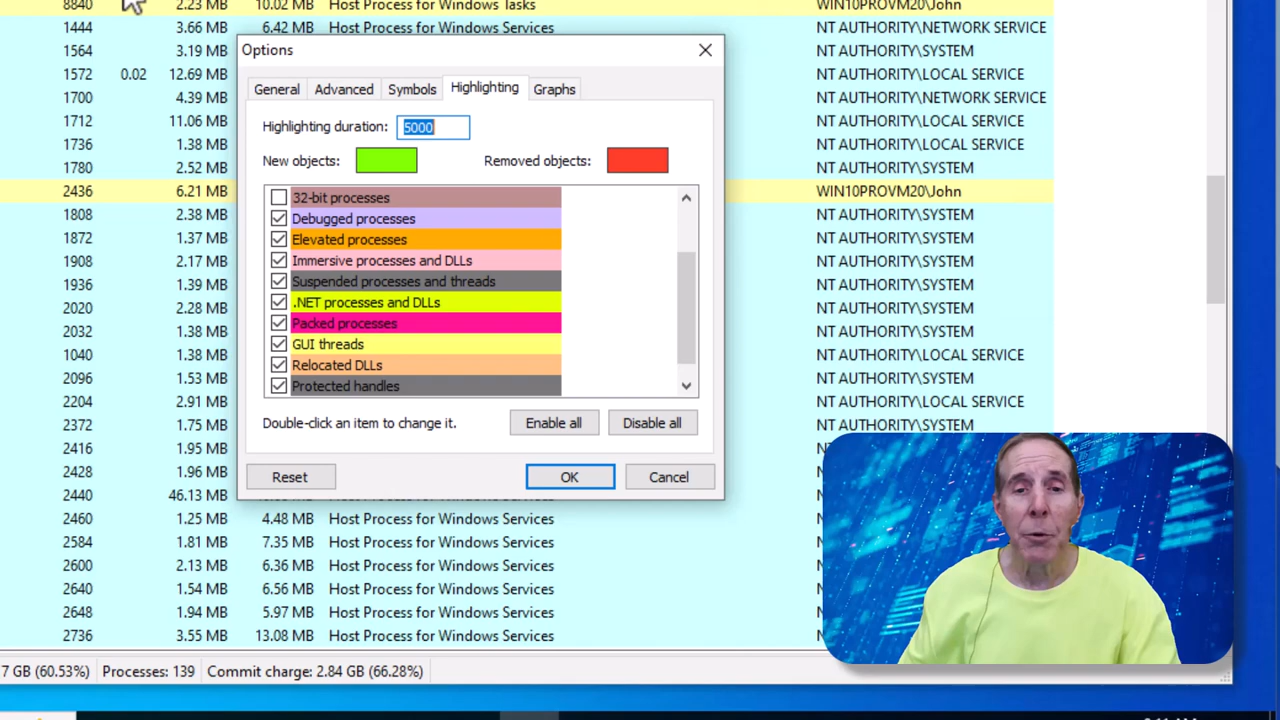 8840 2.23 MB 10.02 MB Host Process for Windows Tasks WIN10PROVM20\John
1444 3.66 MB 6.42 MB Host Process for Windows Services NT AUTHORITY\NETWORK SERVICE
1564 3.19 MB NT AUTHORITY\SYSTEM
1572 0.02 12.69 MB NT AUTHORITY\LOCAL SERVICE
1700 4.39 MB NT AUTHORITY\NETWORK SERVICE
1712 11.06 MB NT AUTHORITY\LOCAL SERVICE
1736 1.38 MB NT AUTHORITY\LOCAL SERVICE
1780 2.52 MB NT AUTHORITY\SYSTEM
2436 6.21 MB WIN10PROVM20\John
1808 2.38 MB NT AUTHORITY\SYSTEM
1872 1.37 MB NT AUTHORITY\SYSTEM
1908 2.17 MB NT AUTHORITY\SYSTEM
1936 1.39 MB NT AUTHORITY\SYSTEM
2020 2.28 MB NT AUTHORITY\SYSTEM
2032 1.38 MB NT AUTHORITY\SYSTEM
1040 1.38 MB NT AUTHORITY\LOCAL SERVICE
2096 1.53 MB NT AUTHORITY\SYSTEM
2204 2.91 MB NT AUTHORITY\LOCAL SERVICE
2372 1.75 MB NT AUTHORITY\SYSTEM
2416 1.95 MB
2428 1.96 MB
2440 46.13 MB
2460 1.25 MB 4.48 MB Host Process for Windows Services
2584 1.81 MB 7.35 MB Host Process for Windows Services
2600 2.13 MB 6.36 MB Host Process for Windows Services
2640 1.54 MB 6.56 MB Host Process for Windows Services
2648 1.94 MB 5.97 MB Host Process for Windows Services
2736 3.55 MB 13.08 MB Host Process for Windows Services
7 GB (60.53%) Processes: 139 Commit charge: 2.84 GB (66.28%)
Options
General Advanced Symbols Highlighting Graphs
Highlighting duration: 5000
New objects: Removed objects:
32-bit processes
Debugged processes
Elevated processes
Immersive processes and DLLs
Suspended processes and threads
.NET processes and DLLs
Packed processes
GUI threads
Relocated DLLs
Protected handles
Double-click an item to change it. Enable all Disable all
Reset OK Cancel